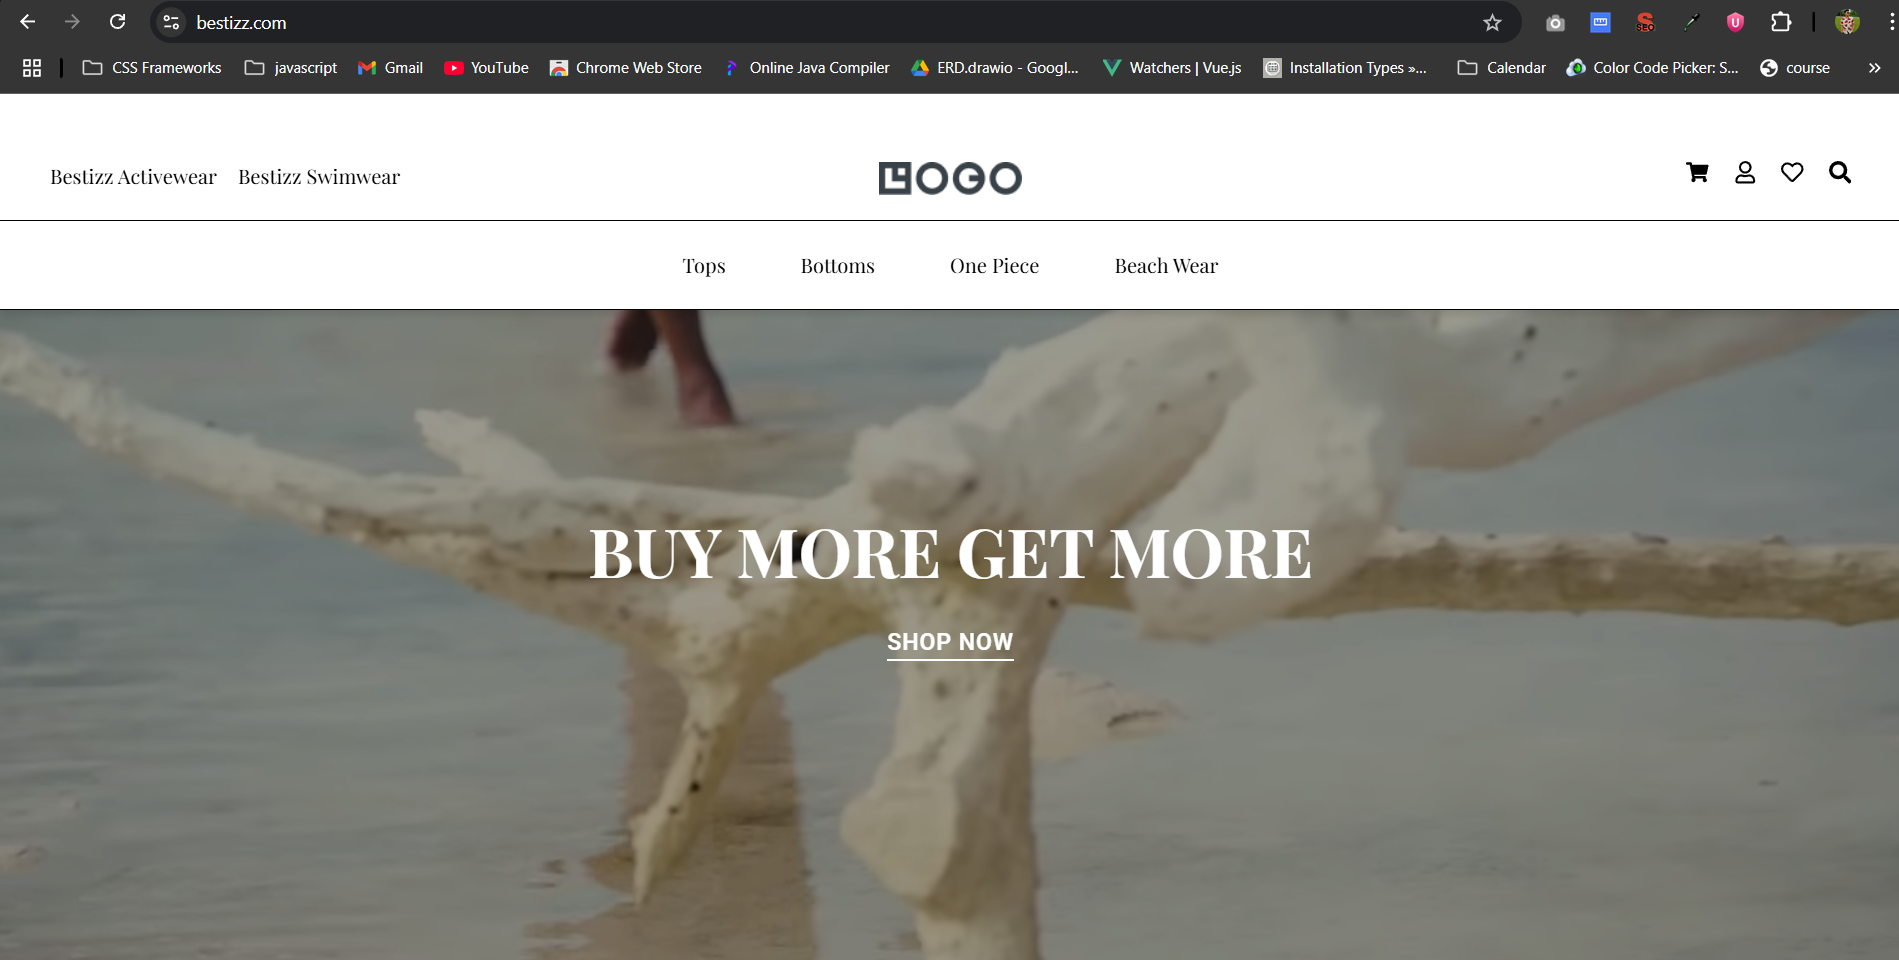 bestizz.com
SEO
U
CSS Frameworks javascript Gmail YouTube Chrome Web Store Online Java Compiler ERD.drawio - Googl... Watchers | Vue.js Installation Types »... Calendar Color Code Picker: S... course »
Bestizz Activewear Bestizz Swimwear
LOGO
Tops Bottoms One Piece Beach Wear
BUY MORE GET MORE
SHOP NOW